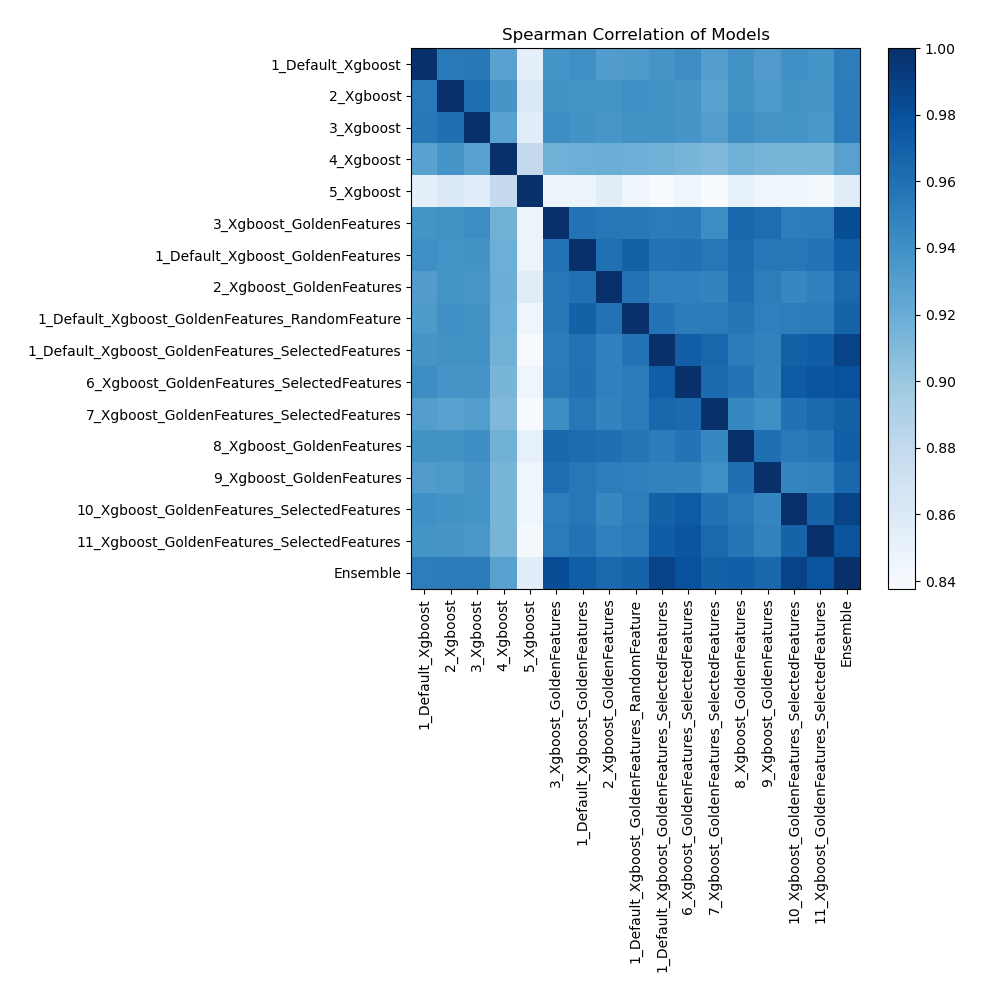 Spearman Correlation of Models
1_Default_Xgboost
2_Xgboost
3_Xgboost
4_Xgboost
5_Xgboost
3_Xgboost_GoldenFeatures
1_Default_Xgboost_GoldenFeatures
2_Xgboost_GoldenFeatures
1_Default_Xgboost_GoldenFeatures_RandomFeature
1_Default_Xgboost_GoldenFeatures_SelectedFeatures
6_Xgboost_GoldenFeatures_SelectedFeatures
7_Xgboost_GoldenFeatures_SelectedFeatures
8_Xgboost_GoldenFeatures
9_Xgboost_GoldenFeatures
10_Xgboost_GoldenFeatures_SelectedFeatures
11_Xgboost_GoldenFeatures_SelectedFeatures
Ensemble
1_Default_Xgboost
2_Xgboost
3_Xgboost
4_Xgboost
5_Xgboost
3_Xgboost_GoldenFeatures
1_Default_Xgboost_GoldenFeatures
2_Xgboost_GoldenFeatures
1_Default_Xgboost_GoldenFeatures_RandomFeature
1_Default_Xgboost_GoldenFeatures_SelectedFeatures
6_Xgboost_GoldenFeatures_SelectedFeatures
7_Xgboost_GoldenFeatures_SelectedFeatures
8_Xgboost_GoldenFeatures
9_Xgboost_GoldenFeatures
10_Xgboost_GoldenFeatures_SelectedFeatures
11_Xgboost_GoldenFeatures_SelectedFeatures
Ensemble
1.00
0.98
0.96
0.94
0.92
0.90
0.88
0.86
0.84